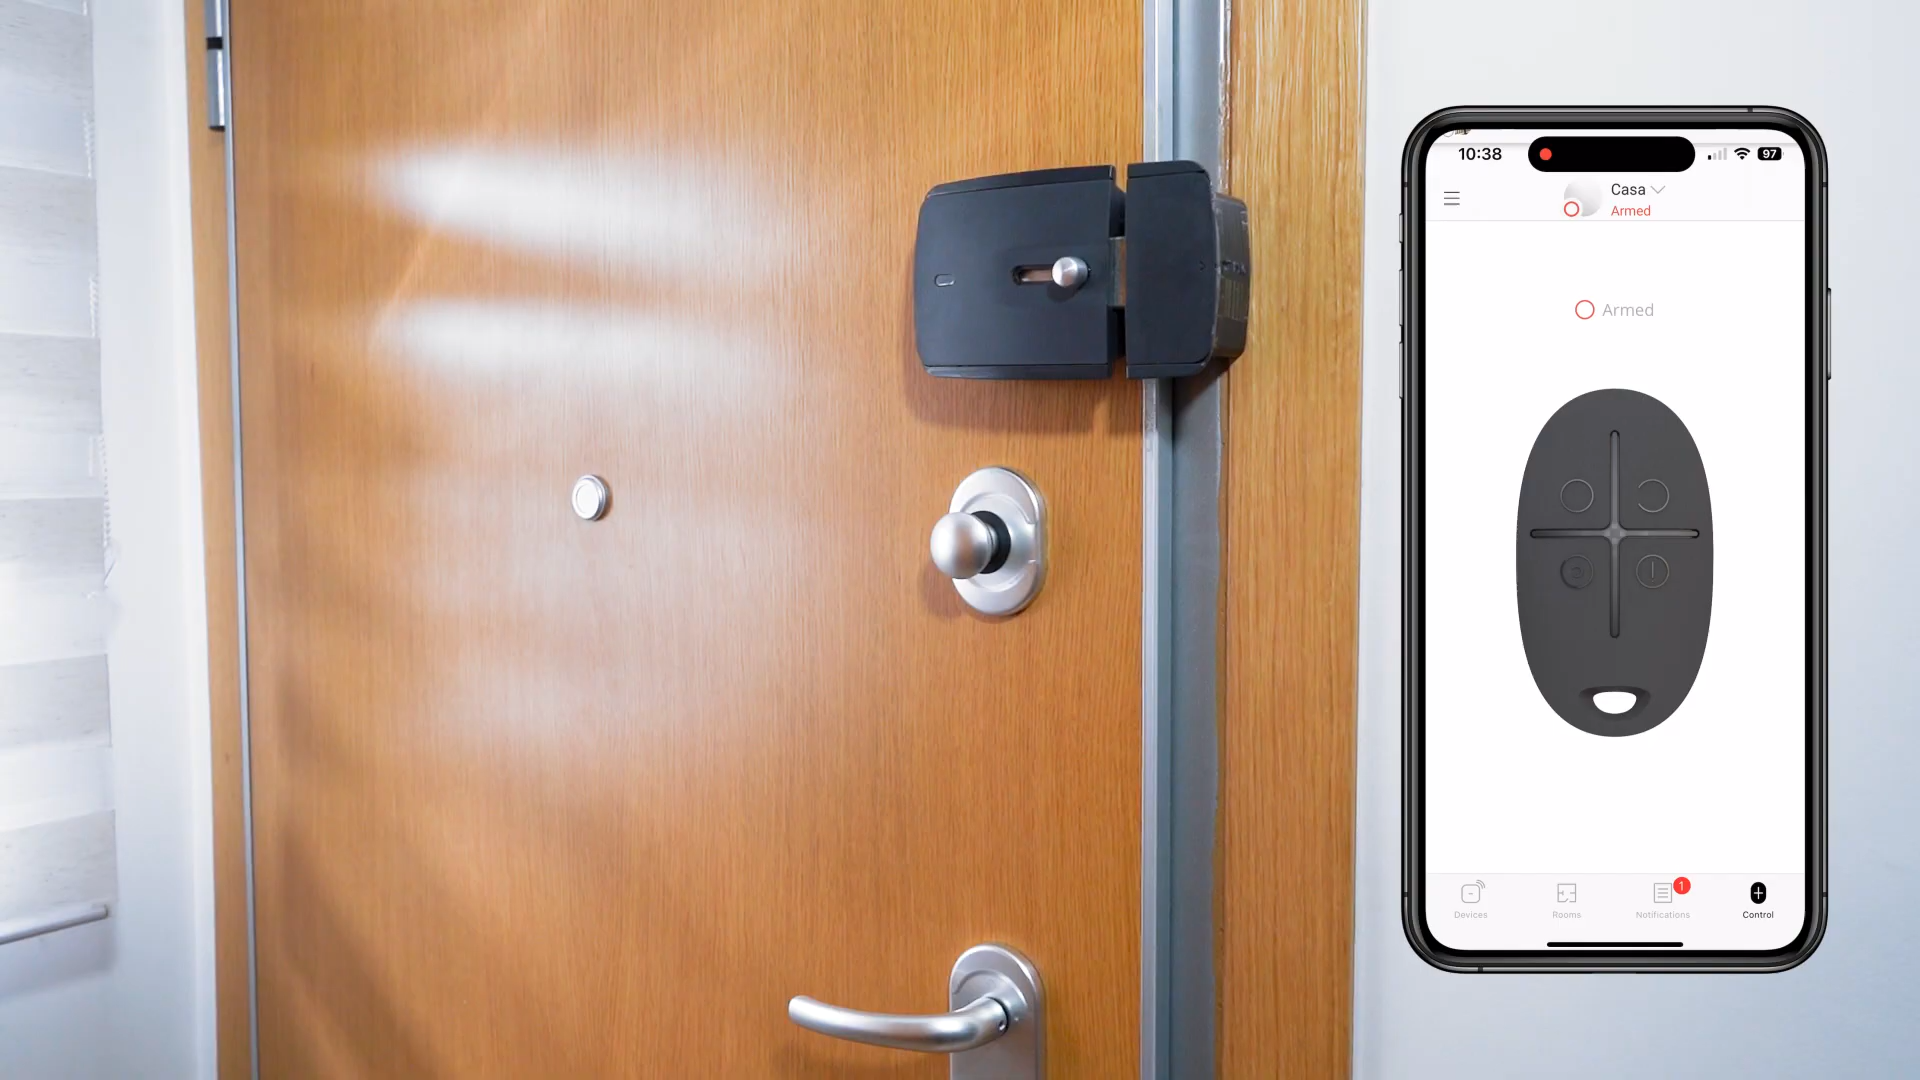 10:38
97
Casa
Armed
Armed
Devices
Rooms
1
Notifications
Control